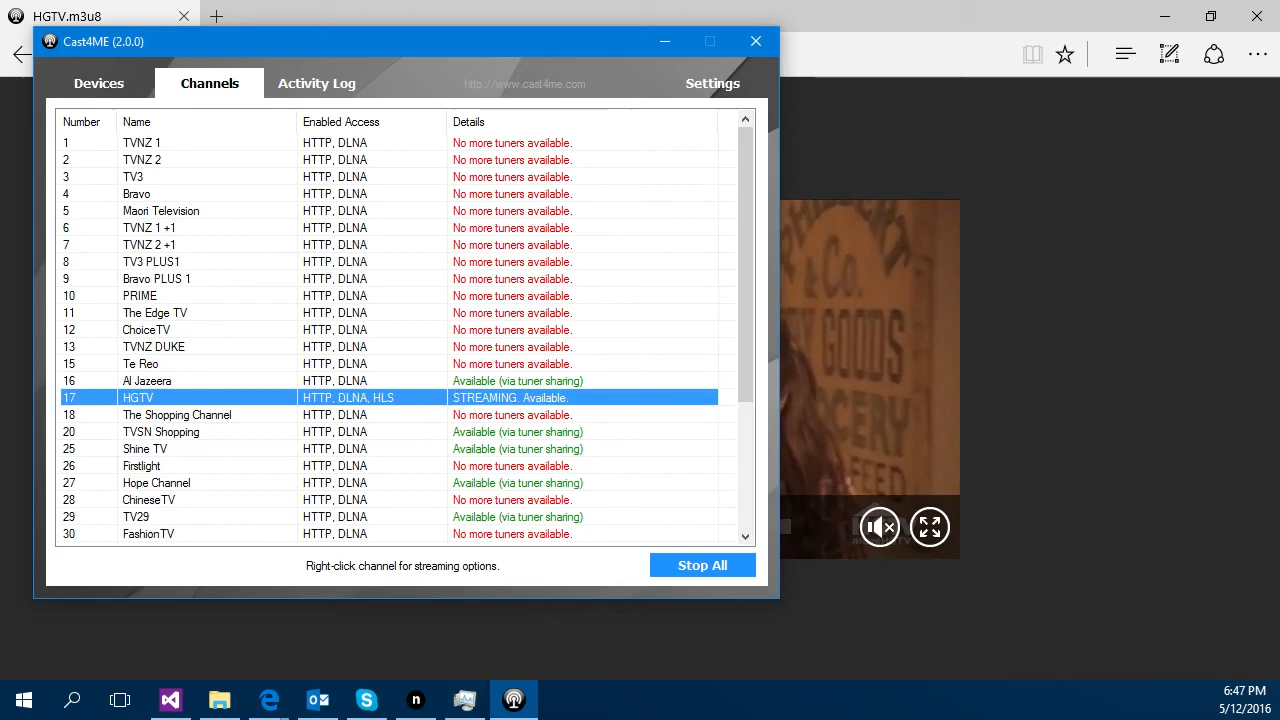 HGTV.m3u8
Cast4ME (2.0.0)
Devices Channels Activity Log http://www.cast4me.com Settings
Number Name Enabled Access Details
1 TVNZ 1 HTTP, DLNA No more tuners available.
2 TVNZ 2 HTTP, DLNA No more tuners available.
3 TV3 HTTP, DLNA No more tuners available.
4 Bravo HTTP, DLNA No more tuners available.
5 Maori Television HTTP, DLNA No more tuners available.
6 TVNZ 1 +1 HTTP, DLNA No more tuners available.
7 TVNZ 2 +1 HTTP, DLNA No more tuners available.
8 TV3 PLUS1 HTTP, DLNA No more tuners available.
9 Bravo PLUS 1 HTTP, DLNA No more tuners available.
10 PRIME HTTP, DLNA No more tuners available.
11 The Edge TV HTTP, DLNA No more tuners available.
12 ChoiceTV HTTP, DLNA No more tuners available.
13 TVNZ DUKE HTTP, DLNA No more tuners available.
15 Te Reo HTTP, DLNA No more tuners available.
16 Al Jazeera HTTP, DLNA Available (via tuner sharing)
17 HGTV HTTP, DLNA, HLS STREAMING. Available.
18 The Shopping Channel HTTP, DLNA No more tuners available.
20 TVSN Shopping HTTP, DLNA Available (via tuner sharing)
25 Shine TV HTTP, DLNA Available (via tuner sharing)
26 Firstlight HTTP, DLNA No more tuners available.
27 Hope Channel HTTP, DLNA Available (via tuner sharing)
28 ChineseTV HTTP, DLNA No more tuners available.
29 TV29 HTTP, DLNA Available (via tuner sharing)
30 FashionTV HTTP, DLNA No more tuners available.
Right-click channel for streaming options. Stop All
& Co.
GOODS
CERY
FEED
6:47 PM
5/12/2016